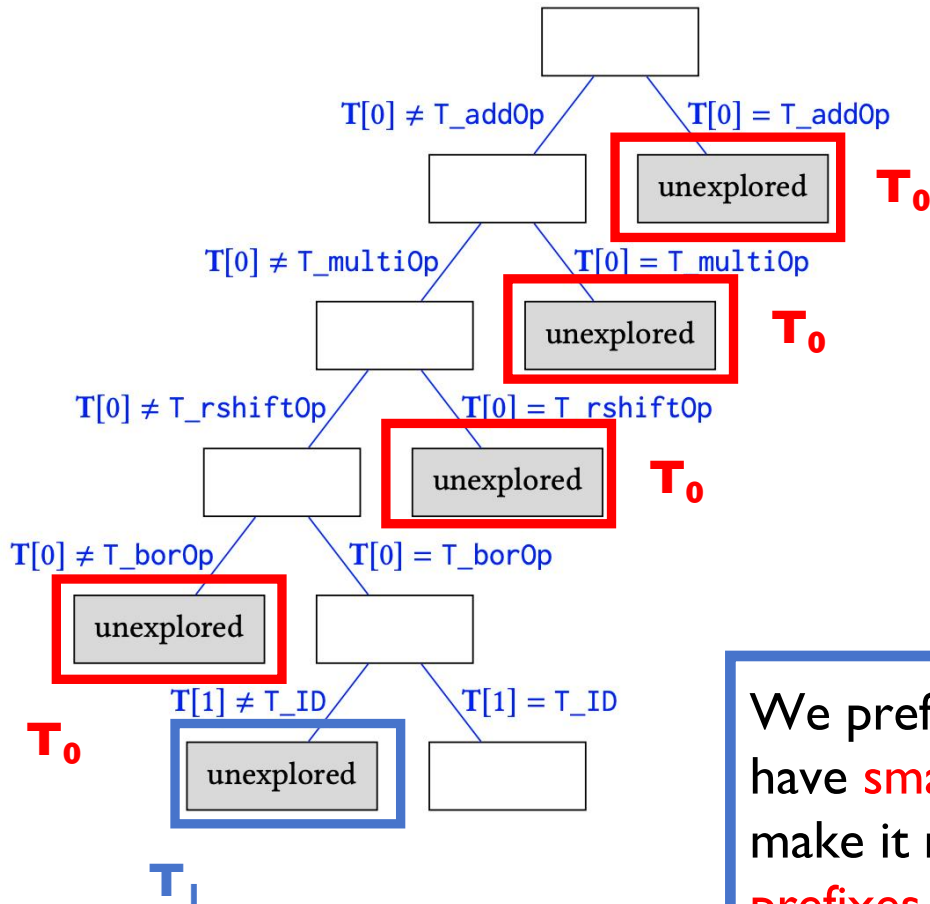 T[0] ≠ T_addOp T[0] = T_addOp
unexplored T₀
T[0] ≠ T_multiOp T[0] = T_multiOp
unexplored T₀
T[0] ≠ T_rshiftOp T[0] = T_rshiftOp
unexplored T₀
T[0] ≠ T_borOp T[0] = T_borOp
unexplored
T[1] ≠ T_ID T[1] = T_ID
T₀
unexplored
T₁
We pref
have sma
make it r
prefixes